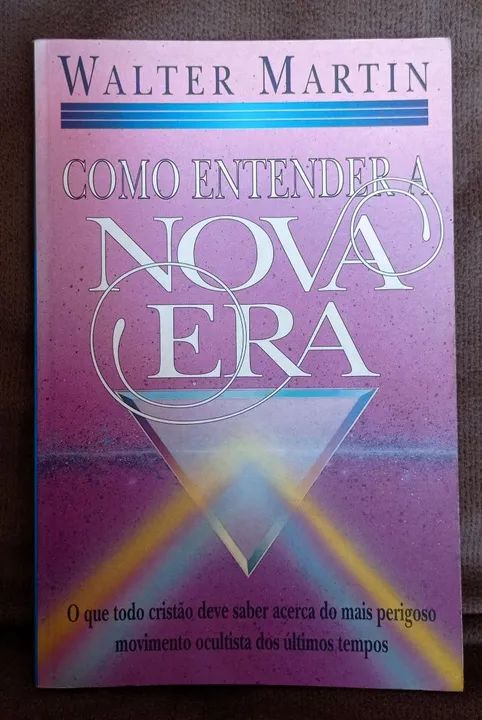 WALTER MARTIN
COMO ENTENDER A
NOVA
ERA
O que todo cristão deve saber acerca do mais perigoso
movimento ocultista dos últimos tempos